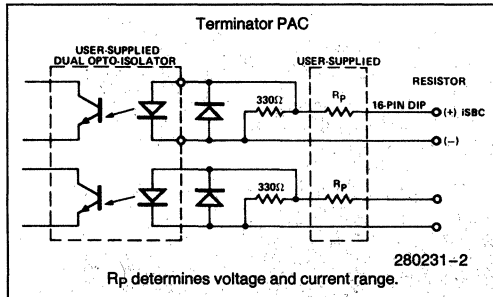 Terminator PAC
USER-SUPPLIED
DUAL OPTO-ISOLATOR
USER-SUPPLIED
RESISTOR
330Ω
RP
16-PIN DIP
(+) iSBC
(−)
330Ω
RP
280231–2
RP determines voltage and current range.